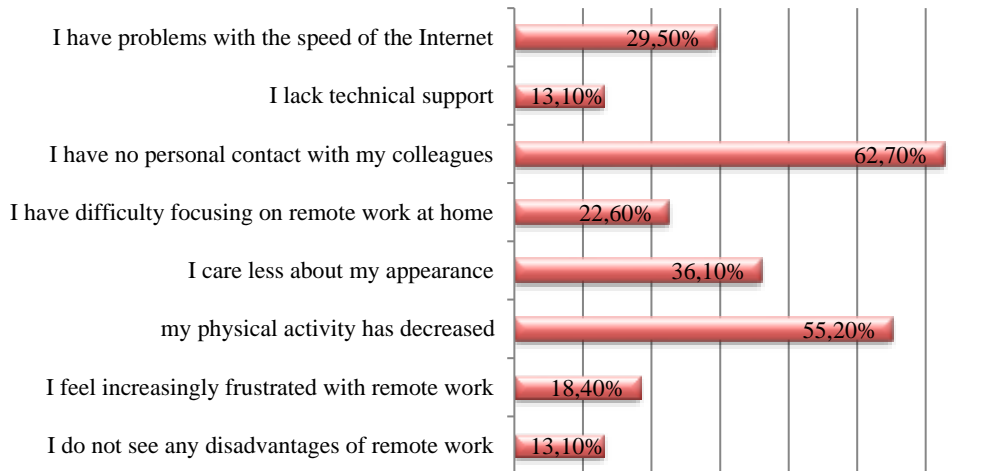 I have problems with the speed of the Internet 29,50%
I lack technical support 13,10%
I have no personal contact with my colleagues 62,70%
I have difficulty focusing on remote work at home 22,60%
I care less about my appearance 36,10%
my physical activity has decreased 55,20%
I feel increasingly frustrated with remote work 18,40%
I do not see any disadvantages of remote work 13,10%